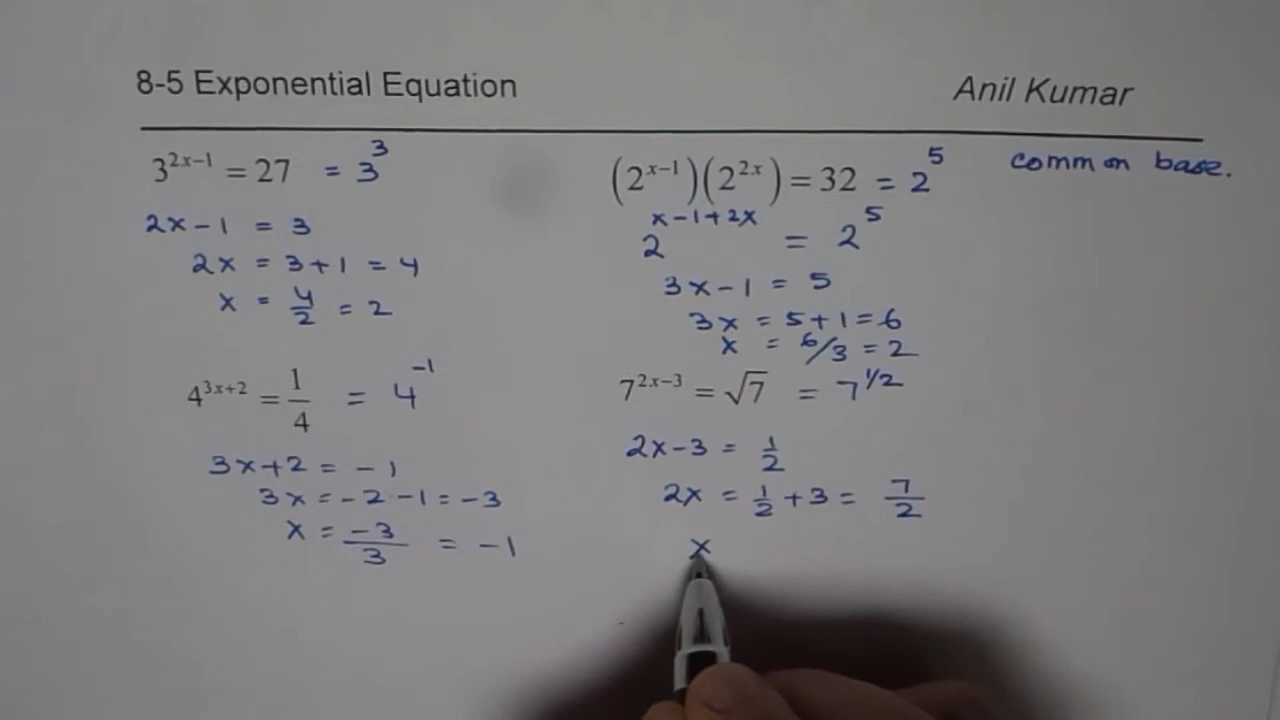 8-5 Exponential Equation Anil Kumar
3^{2x-1} = 27 = 3^3
2x - 1 = 3
2x = 3 + 1 = 4
x = 4/2 = 2
(2^{x-1})(2^{2x}) = 32 = 2^5 common base.
2^{x-1+2x} = 2^5
3x - 1 = 5
3x = 5 + 1 = 6
x = 6/3 = 2
4^{3x+2} = 1/4 = 4^{-1}
3x + 2 = -1
3x = -2 - 1 = -3
x = -3/3 = -1
7^{2x-3} = √7 = 7^{1/2}
2x - 3 = 1/2
2x = 1/2 + 3 = 7/2
x